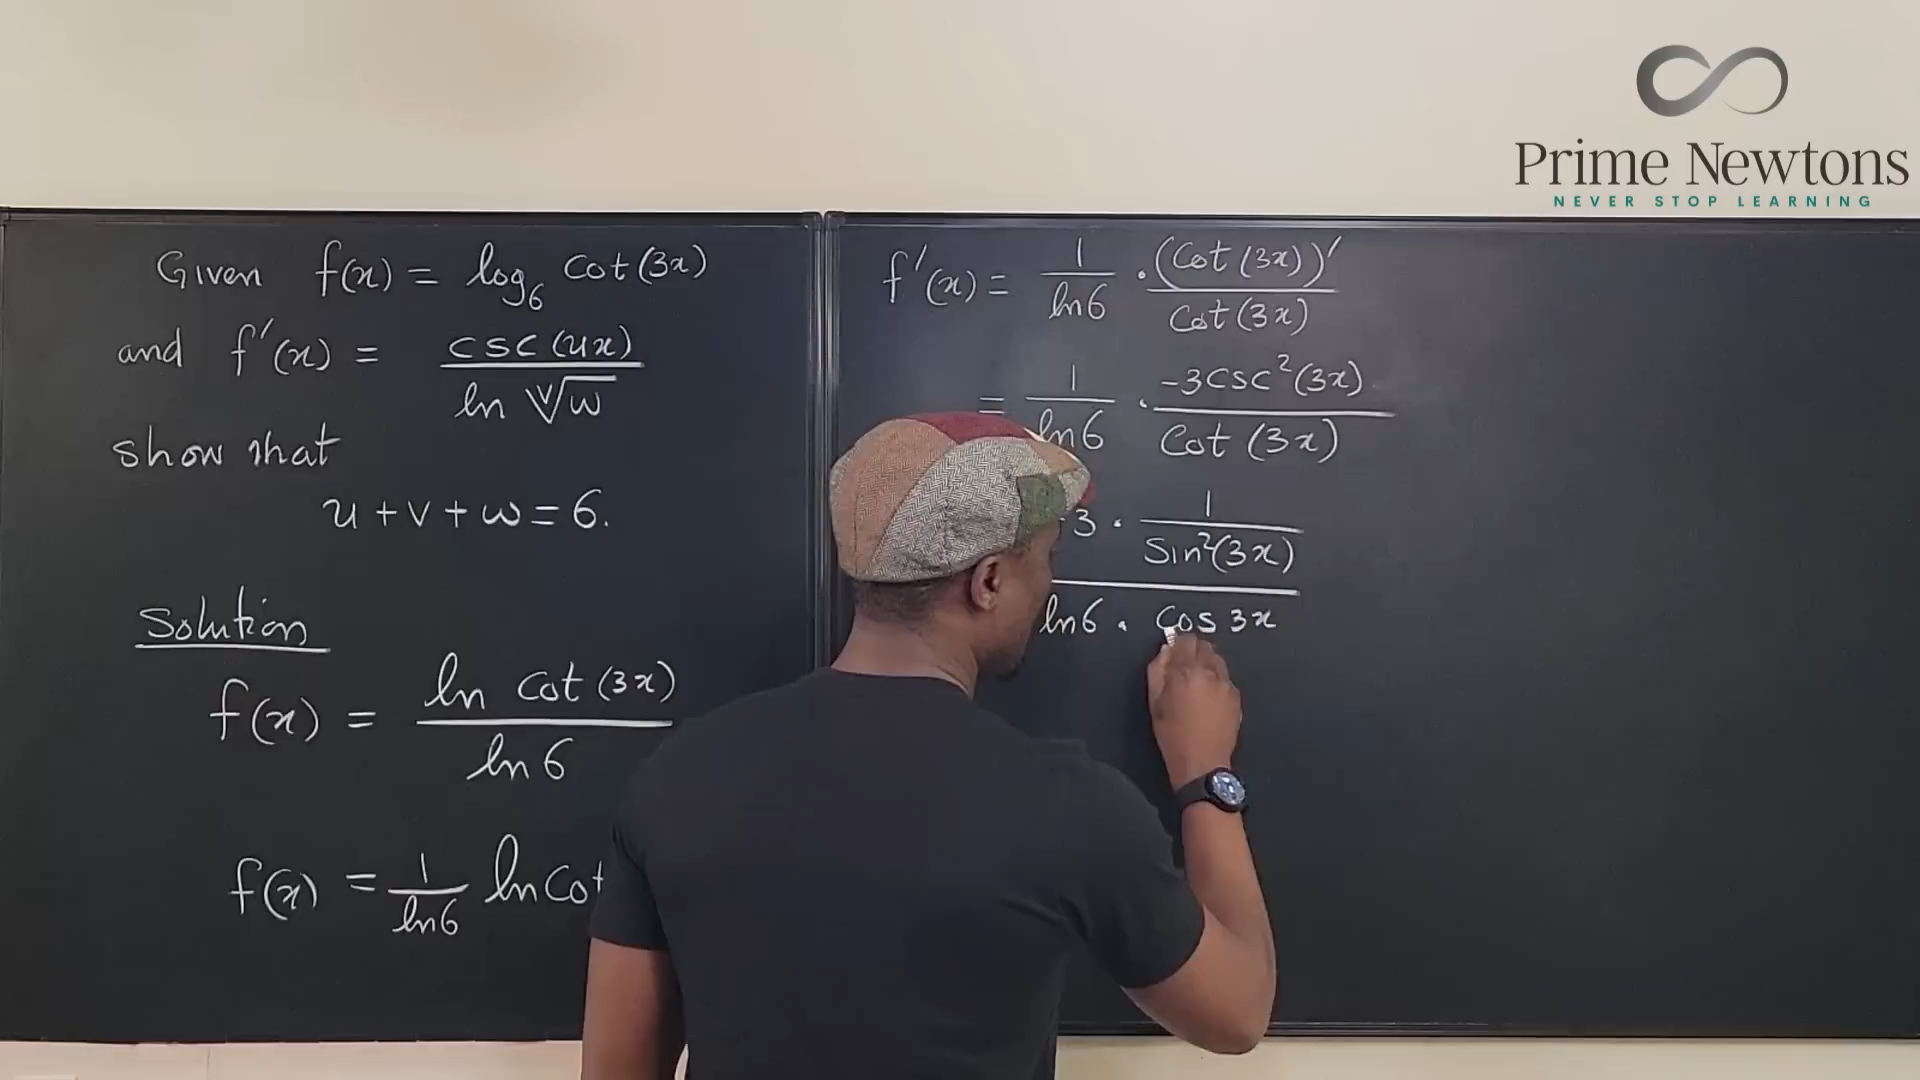 Prime Newtons
NEVER STOP LEARNING
Given f(x) = log₆ Cot(3x)
and f'(x) = csc(ux) / ln ᵛ√w
show that
u + v + w = 6.
Solution
f(x) = ln Cot(3x) / ln 6
f(x) = 1/ln6 ln Cot
f'(x) = 1/ln6 · (Cot(3x))' / Cot(3x)
= 1/ln6 · -3csc²(3x) / Cot(3x)
3 · 1/Sin²(3x)
ln6 · Cos 3x